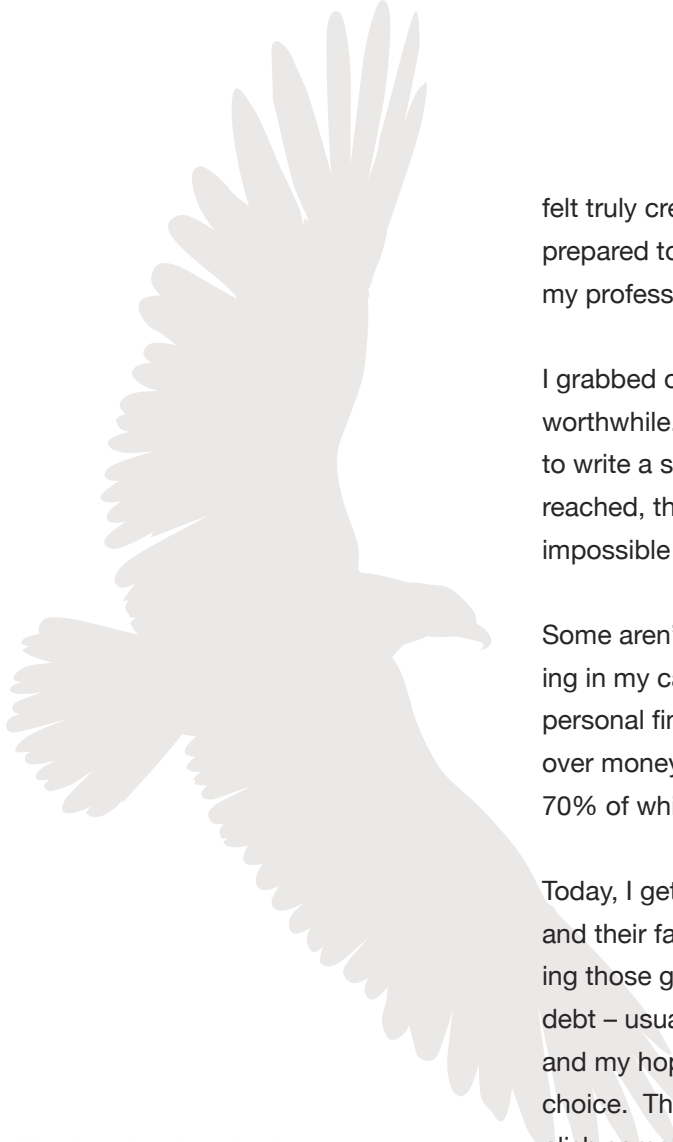 felt truly cre
prepared to
my profess
I grabbed o
worthwhile.
to write a s
reached, th
impossible
Some aren'
ing in my ca
personal fin
over money
70% of whi
Today, I get
and their fa
ing those g
debt – usua
and my hop
choice.  Th